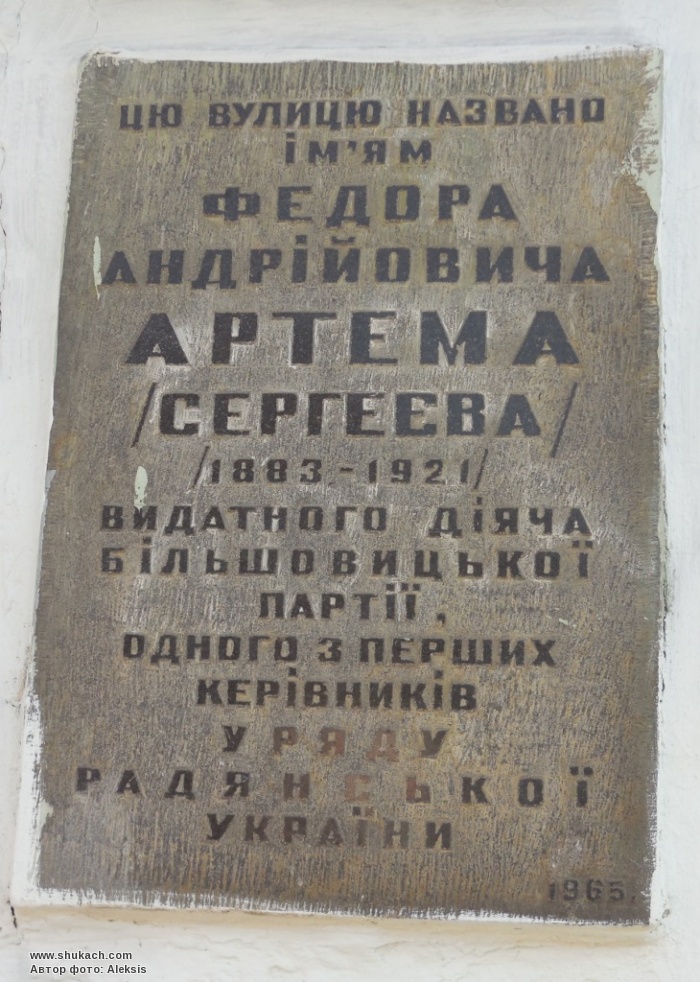 ЦЮ ВУЛИЦЮ НАЗВАНО
ІМ'ЯМ
ФЕДОРА
АНДРІЙОВИЧА
АРТЕМА
/СЕРГЕЄВА/
/1883-1921/
ВИДАТНОГО ДІЯЧА
БІЛЬШОВИЦЬКОЇ
ПАРТІЇ,
ОДНОГО З ПЕРШИХ
КЕРІВНИКІВ
УРЯДУ
РАДЯНСЬКОЇ
УКРАЇНИ
1965.
www.shukach.com
Автор фото: Aleksis